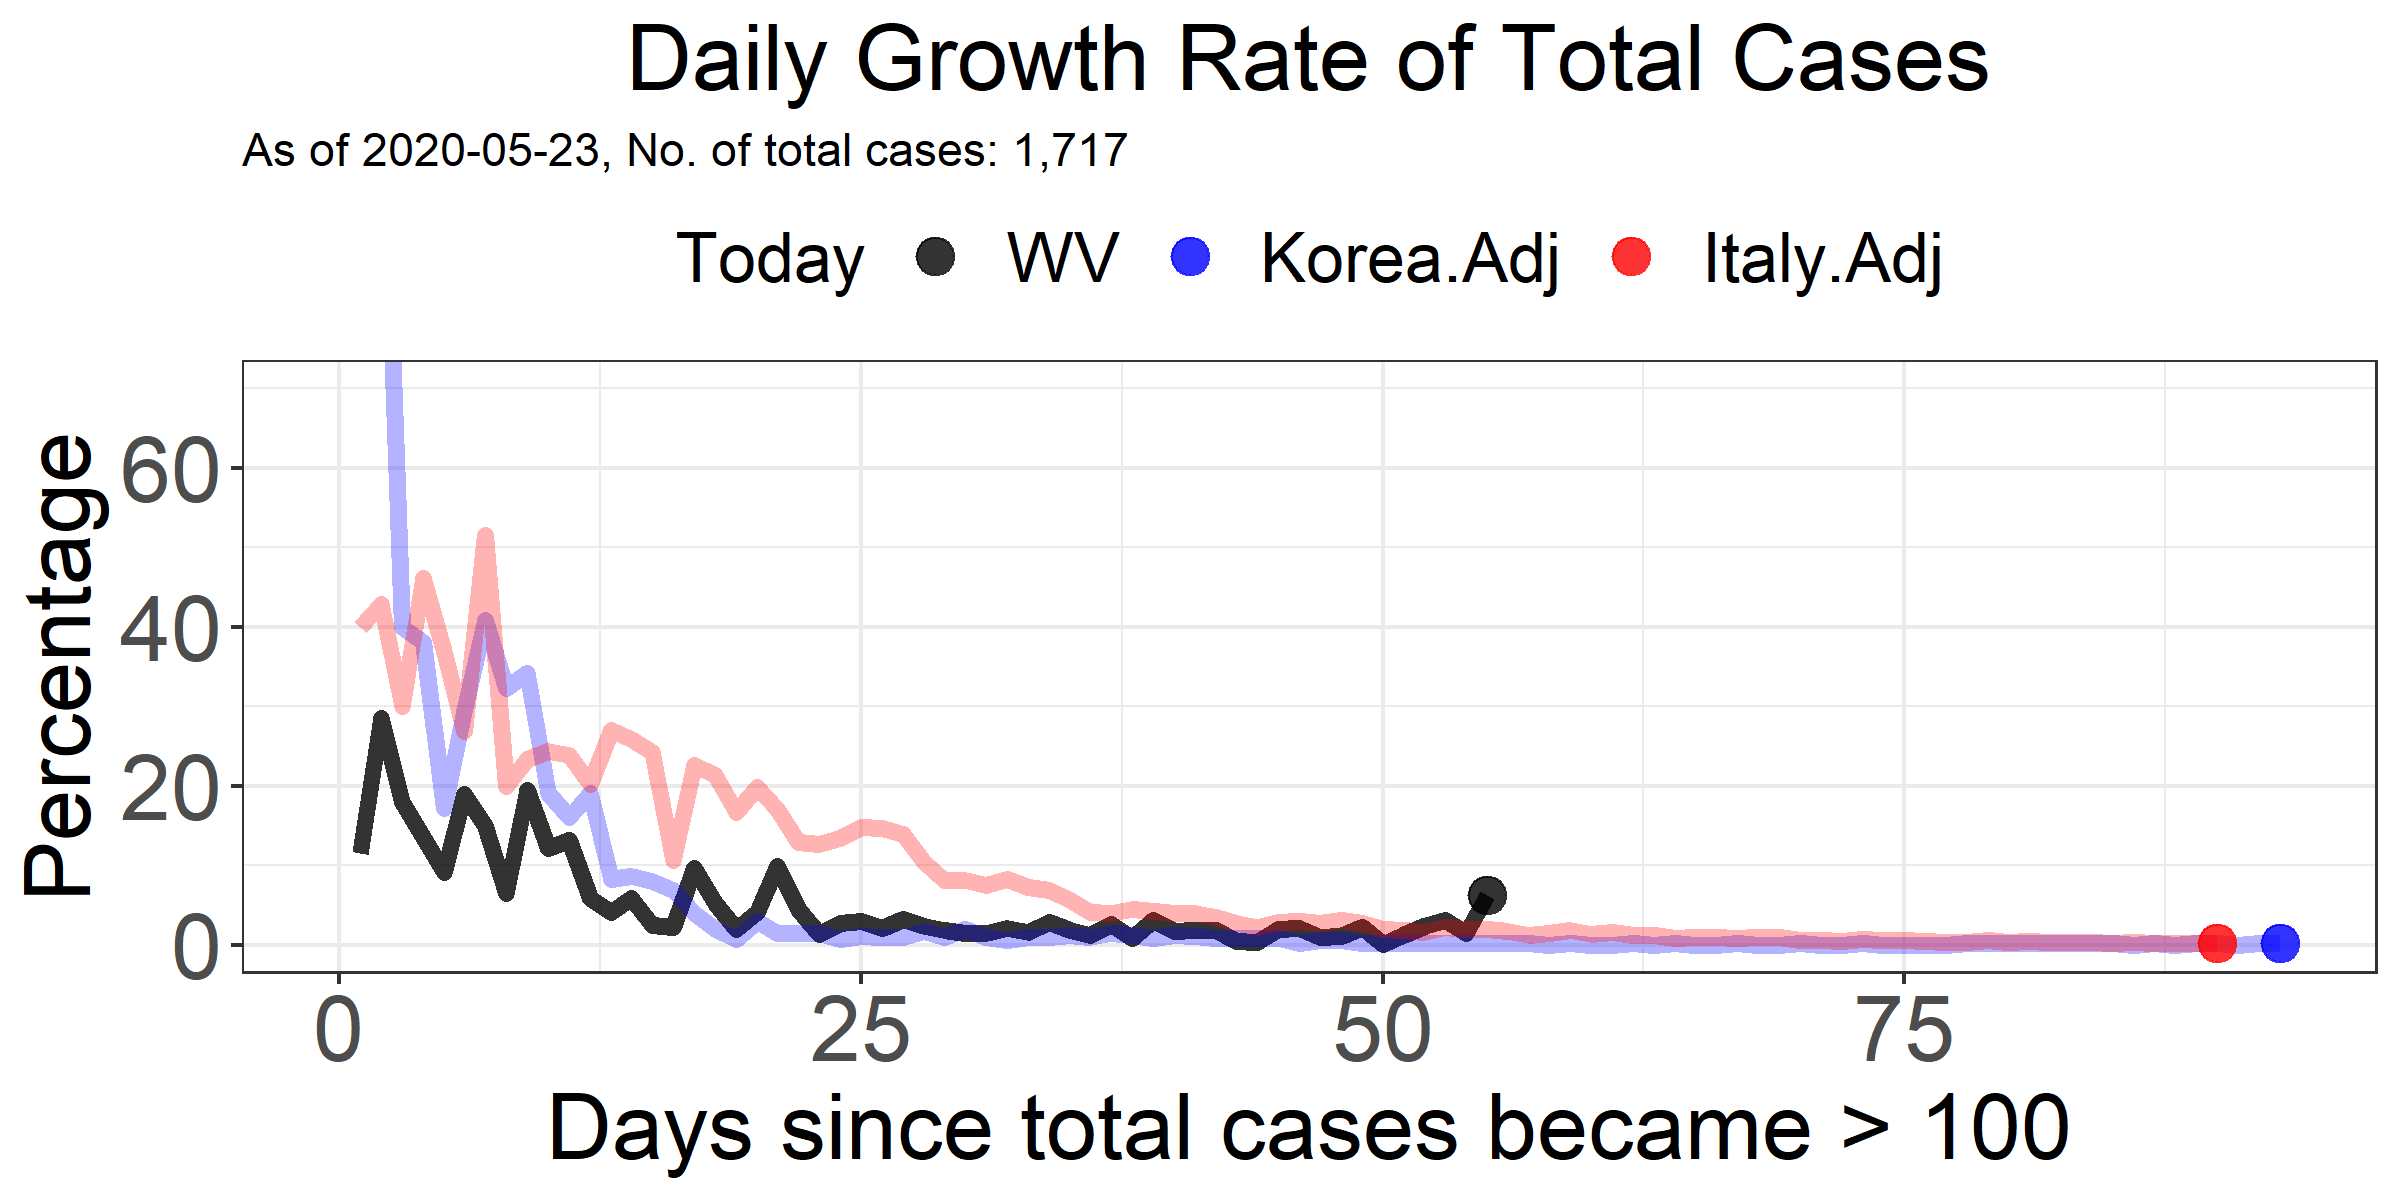 Daily Growth Rate of Total Cases
As of 2020-05-23, No. of total cases: 1,717
Today WV Korea.Adj Italy.Adj
Percentage
60
40
20
0
0 25 50 75
Days since total cases became > 100